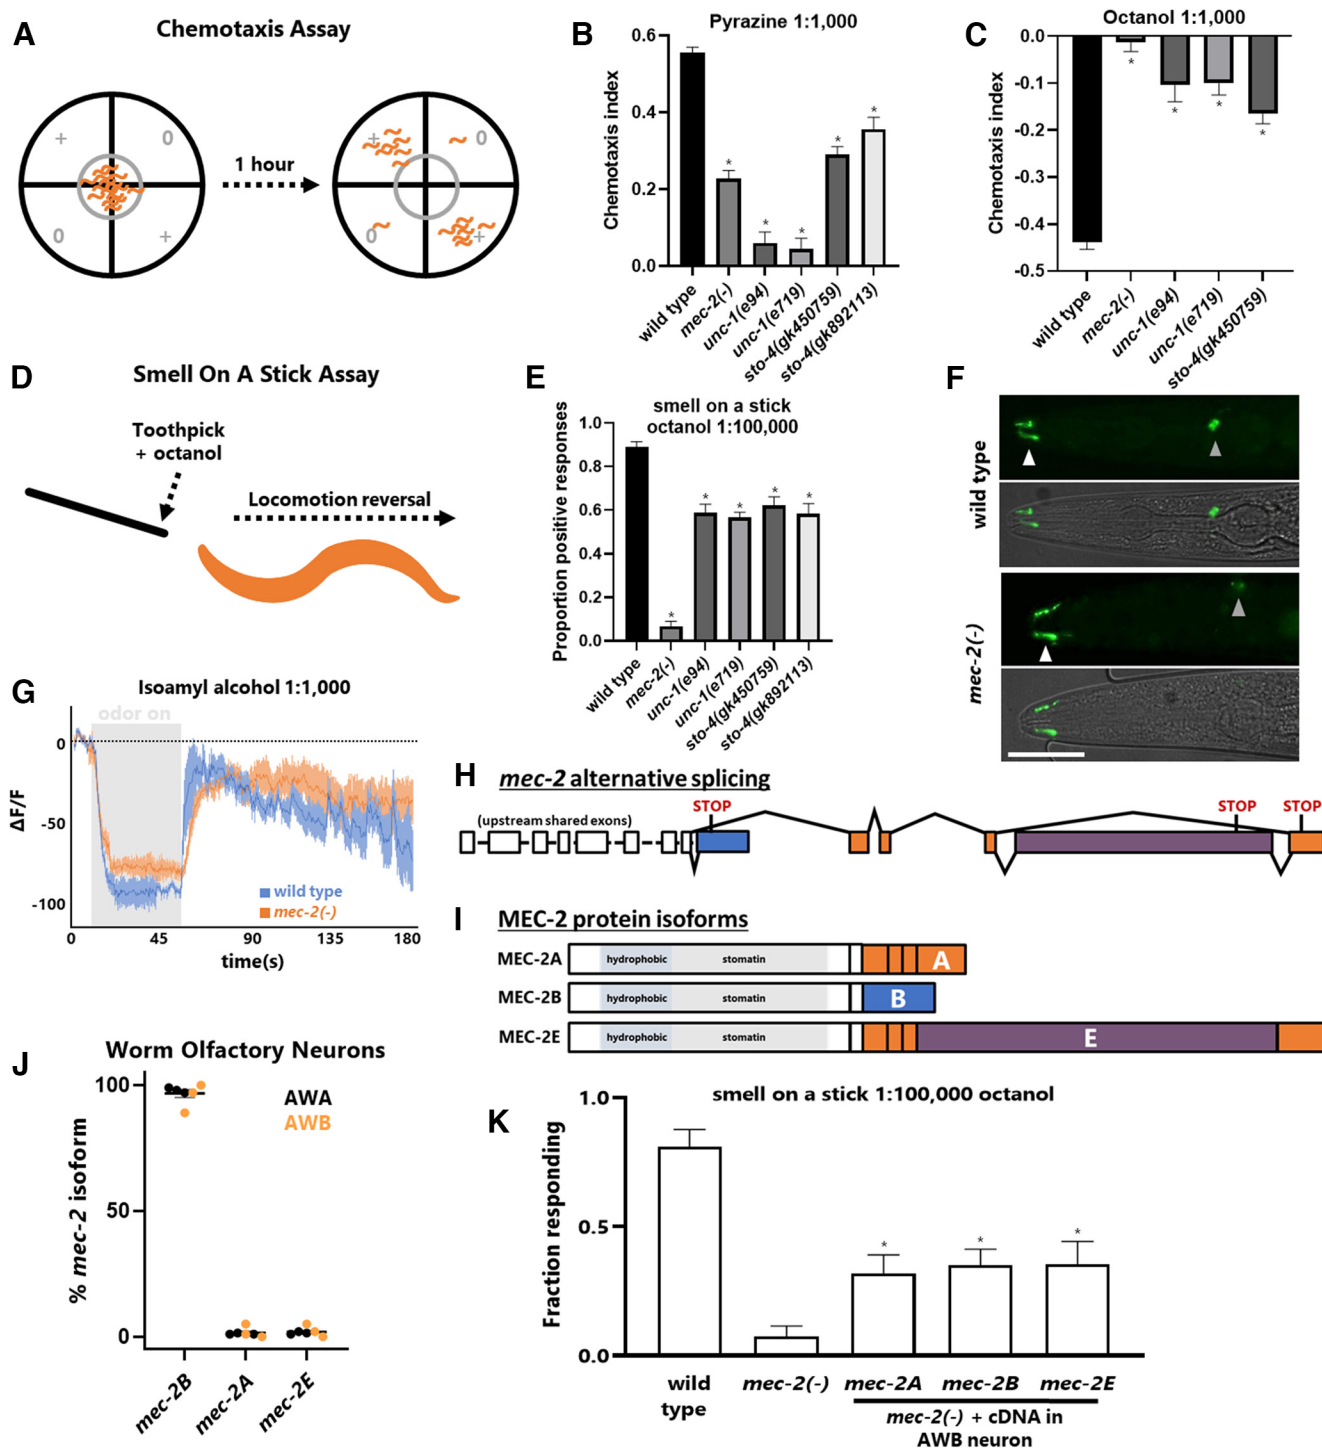 A
Chemotaxis Assay
+
0
0
+
1 hour
+
0
0
+
B
Pyrazine 1:1,000
Chemotaxis index
0.6
0.4
0.2
0.0
*
*
*
*
*
wild type
mec-2(-)
unc-1(e94)
unc-1(e719)
sto-4(gk450759)
sto-4(gk892113)
C
Octanol 1:1,000
Chemotaxis index
0.0
-0.1
-0.2
-0.3
-0.4
-0.5
*
*
*
*
wild type
mec-2(-)
unc-1(e94)
unc-1(e719)
sto-4(gk450759)
D
Smell On A Stick Assay
Toothpick
+ octanol
Locomotion reversal
E
smell on a stick
octanol 1:100,000
Proportion positive responses
1.0
0.8
0.6
0.4
0.2
0.0
*
*
*
*
*
wild type
mec-2(-)
unc-1(e94)
unc-1(e719)
sto-4(gk450759)
sto-4(gk892113)
F
wild type
mec-2(-)
G
Isoamyl alcohol 1:1,000
odor on
ΔF/F
0
-50
-100
wild type
mec-2(-)
0
45
90
135
180
time(s)
H
mec-2 alternative splicing
(upstream shared exons)
STOP
STOP
STOP
I
MEC-2 protein isoforms
MEC-2A
hydrophobic
stomatin
A
MEC-2B
hydrophobic
stomatin
B
MEC-2E
hydrophobic
stomatin
E
J
Worm Olfactory Neurons
% mec-2 isoform
100
50
0
AWA
AWB
mec-2B
mec-2A
mec-2E
K
smell on a stick 1:100,000 octanol
Fraction responding
1.0
0.5
0.0
*
*
*
wild
type
mec-2(-)
mec-2A
mec-2B
mec-2E
mec-2(-) + cDNA in
AWB neuron